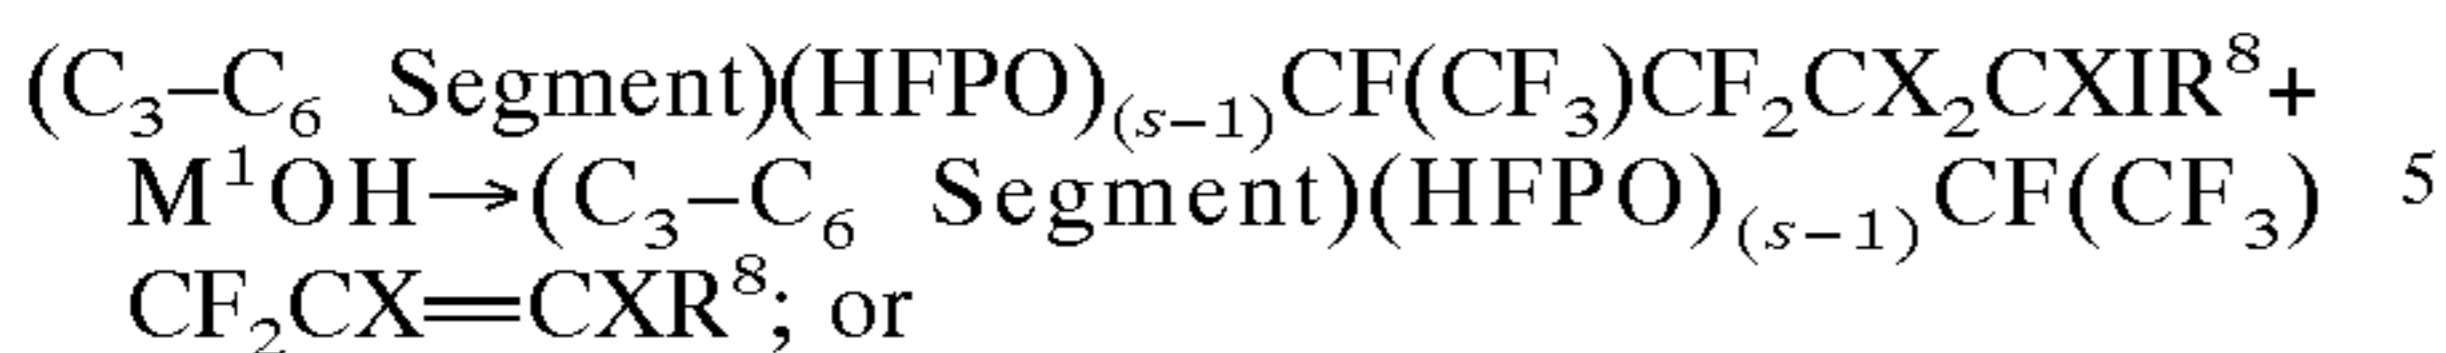 (C₃–C₆ Segment)(HFPO)₍ₛ₋₁₎CF(CF₃)CF₂CX₂CXIR⁸+
M¹OH→(C₃–C₆ Segment)(HFPO)₍ₛ₋₁₎CF(CF₃) 5
CF₂CX=CXR⁸; or